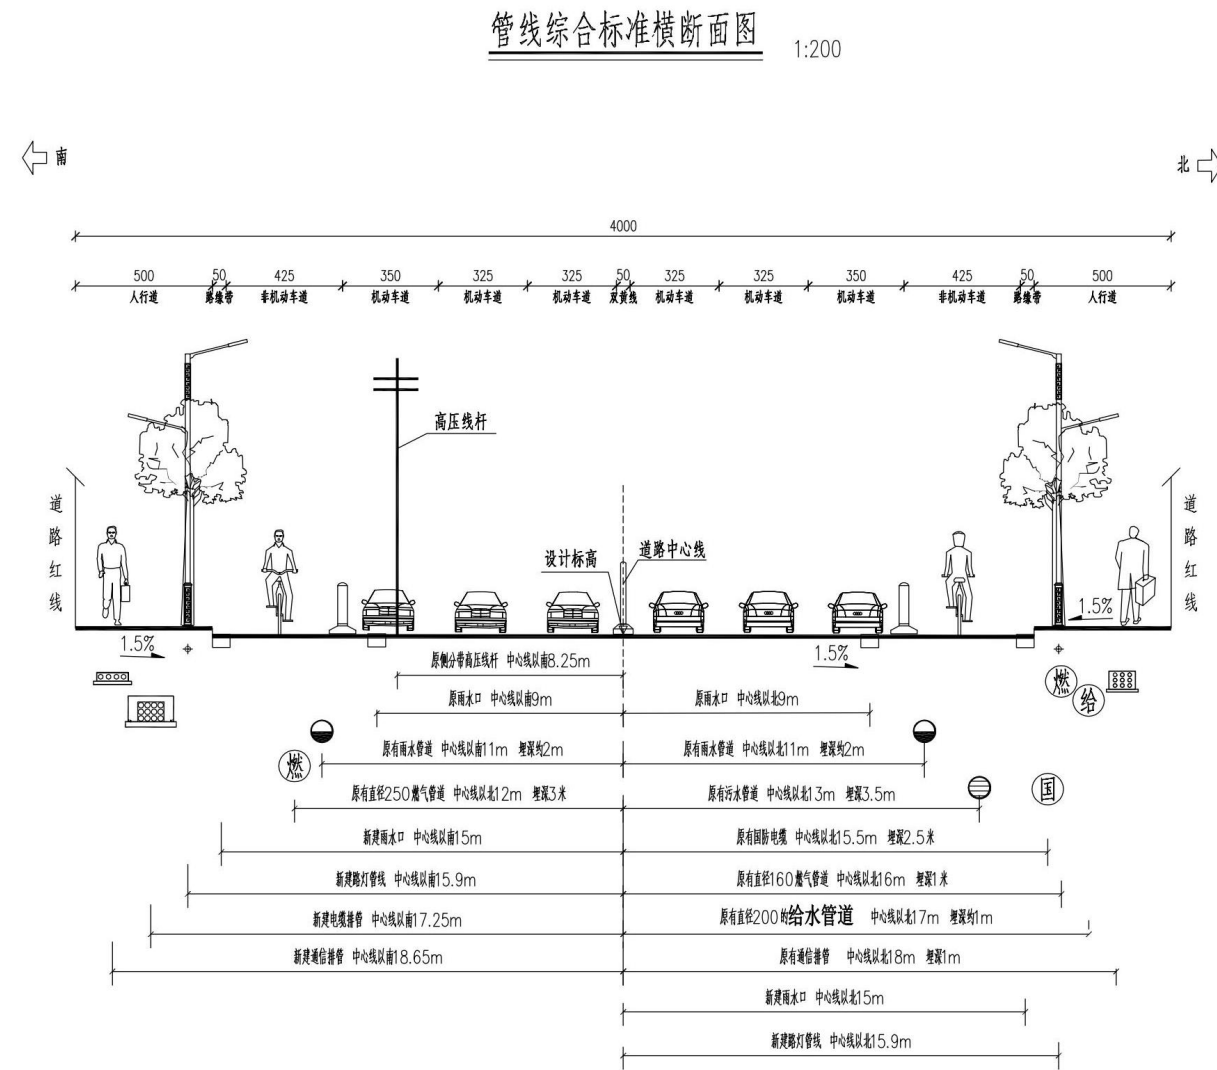 管线综合标准横断面图 1:200
南 北
4000
500 50 425 350 325 325 50 325 325 350 425 50 500
人行道 路缘带 非机动车道 机动车道 机动车道 机动车道 双黄线 机动车道 机动车道 机动车道 非机动车道 路缘带 人行道
高压线杆
道路红线
道路红线
设计标高 道路中心线
1.5% 1.5% 1.5%
原侧分带高压线杆 中心线以南8.25m
燃 给
原雨水口 中心线以南9m 原雨水口 中心线以北9m
原有雨水管道 中心线以南11m 埋深约2m 原有雨水管道 中心线以北11m 埋深约2m
燃 国
原有直径250燃气管道 中心线以北12m 埋深3米 原有污水管道 中心线以北13m 埋深3.5m
新建雨水口 中心线以南15m 原有国防电缆 中心线以北15.5m 埋深2.5米
新建路灯管线 中心线以南15.9m 原有直径160燃气管道 中心线以北16m 埋深1米
新建电缆排管 中心线以南17.25m 原有直径200的给水管道 中心线以北17m 埋深约1m
新建通信排管 中心线以南18.65m 原有通信排管 中心线以北18m 埋深1m
新建雨水口 中心线以北15m
新建路灯管线 中心线以北15.9m